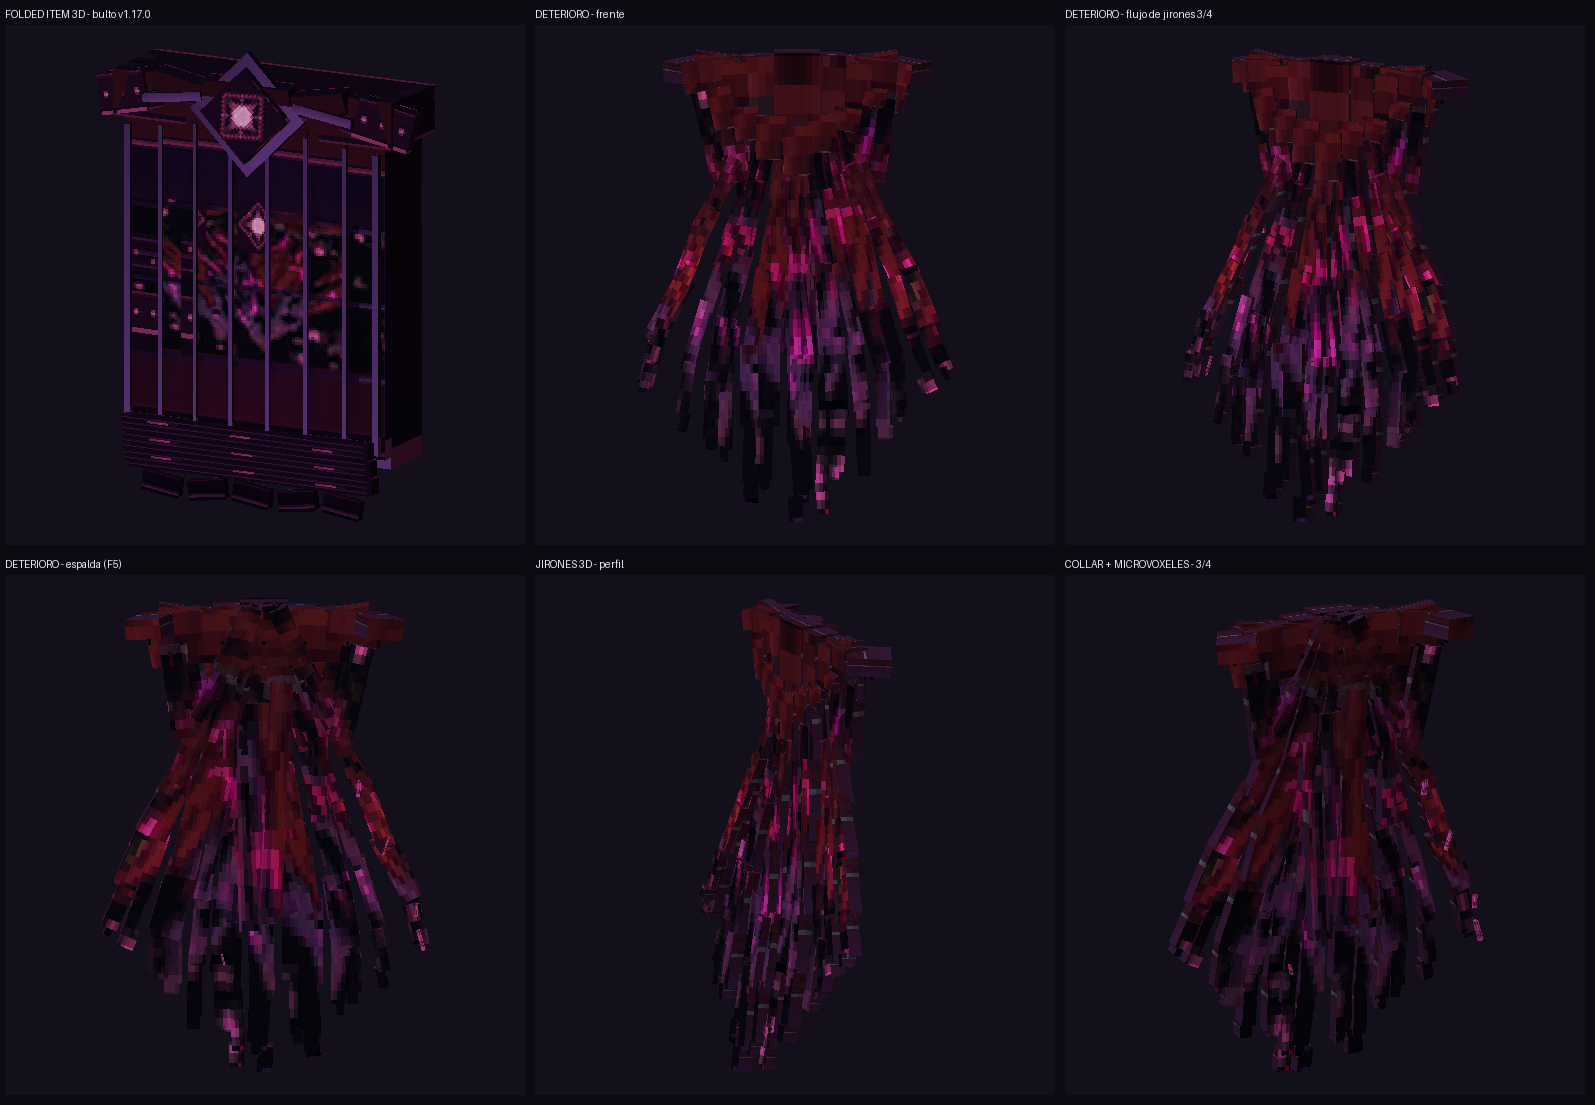 FOLDED ITEM 3D - bulto v1.17.0
DETERIORO - frente
DETERIORO - flujo de jirones 3/4
DETERIORO - espalda (F5)
JIRONES 3D - perfil
COLLAR + MICROVOXELES - 3/4